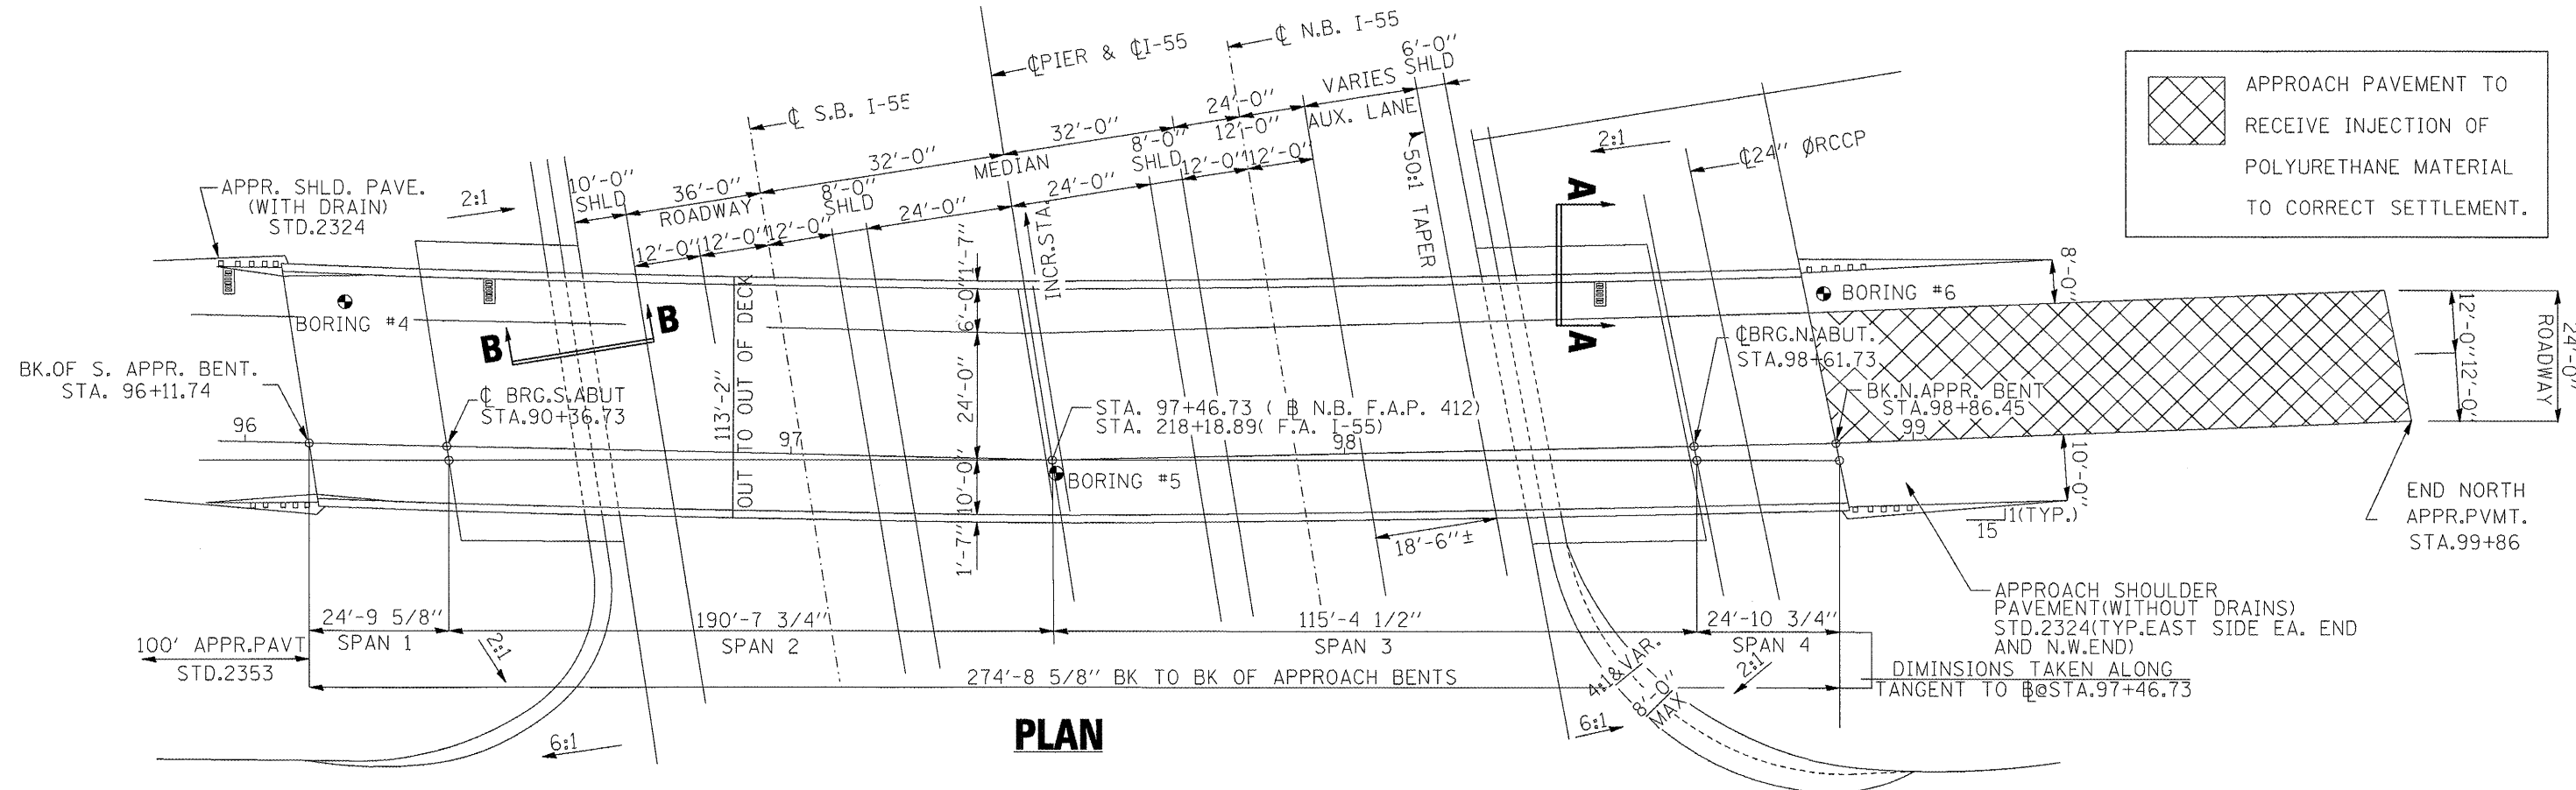 ℄PIER & ℄I-55
℄ N.B. I-55
℄ S.B. I-55
6'-0"
SHLD
VARIES
AUX. LANE
24'-0"
32'-0"
MEDIAN
32'-0"
36'-0"
ROADWAY
10'-0"
SHLD
8'-0"
SHLD
12'-0"
12'-0"
12'-0"
24'-0"
24'-0"
8'-0"
SHLD
12'-0"
12'-0"
12'-0"
50:1 TAPER
2:1
2:1
℄24" ØRCCP
APPROACH PAVEMENT TO
RECEIVE INJECTION OF
POLYURETHANE MATERIAL
TO CORRECT SETTLEMENT.
APPR. SHLD. PAVE.
(WITH DRAIN)
STD.2324
A
A
B
B
BORING #4
BORING #6
BORING #5
INCR.STA.
1'-7"
6'-0"
24'-0"
10'-0"
1'-7"
113'-2"
OUT TO OUT OF DECK
8'-0"
12'-0"
12'-0"
24'-0"
ROADWAY
10'-0"
BK.OF S. APPR. BENT.
STA. 96+11.74
℄ BRG.S.ABUT
STA.90+36.73
96
97
98
99
STA. 97+46.73 ( ⅊ N.B. F.A.P. 412)
STA. 218+18.89( F.A. I-55)
℄BRG.N.ABUT.
STA.98+61.73
BK.N.APPR. BENT
STA.98+86.45
END NORTH
APPR.PVMT.
STA.99+86
J1(TYP.)
15
18'-6"±
APPROACH SHOULDER
PAVEMENT(WITHOUT DRAINS)
STD.2324(TYP.EAST SIDE EA. END
AND N.W.END)
24'-9 5/8"
SPAN 1
190'-7 3/4"
SPAN 2
115'-4 1/2"
SPAN 3
24'-10 3/4"
SPAN 4
100' APPR.PAVT
STD.2353
274'-8 5/8" BK TO BK OF APPROACH BENTS
DIMINSIONS TAKEN ALONG
TANGENT TO ⅊@STA.97+46.73
2:1
2:1
4:1&VAR.
8'-0"
MAX
6:1
6:1
PLAN